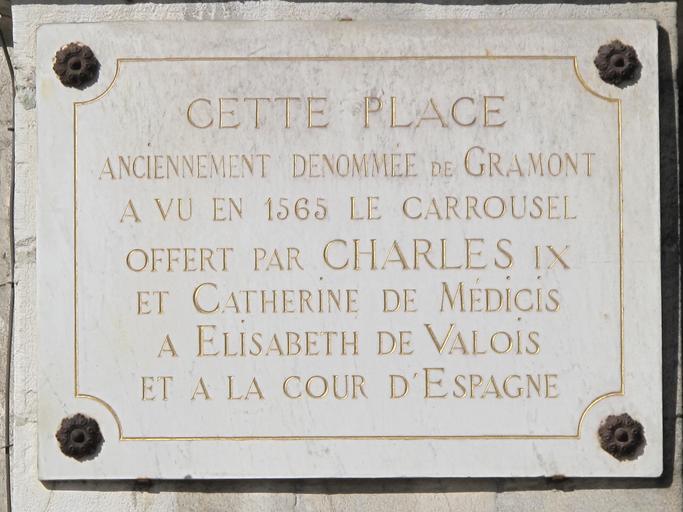 CETTE PLACE
ANCIENNEMENT DENOMMÉE DE GRAMONT
A VU EN 1565 LE CARROUSEL
OFFERT PAR CHARLES IX
ET CATHERINE DE MÉDICIS
A ELISABETH DE VALOIS
ET A LA COUR D'ESPAGNE